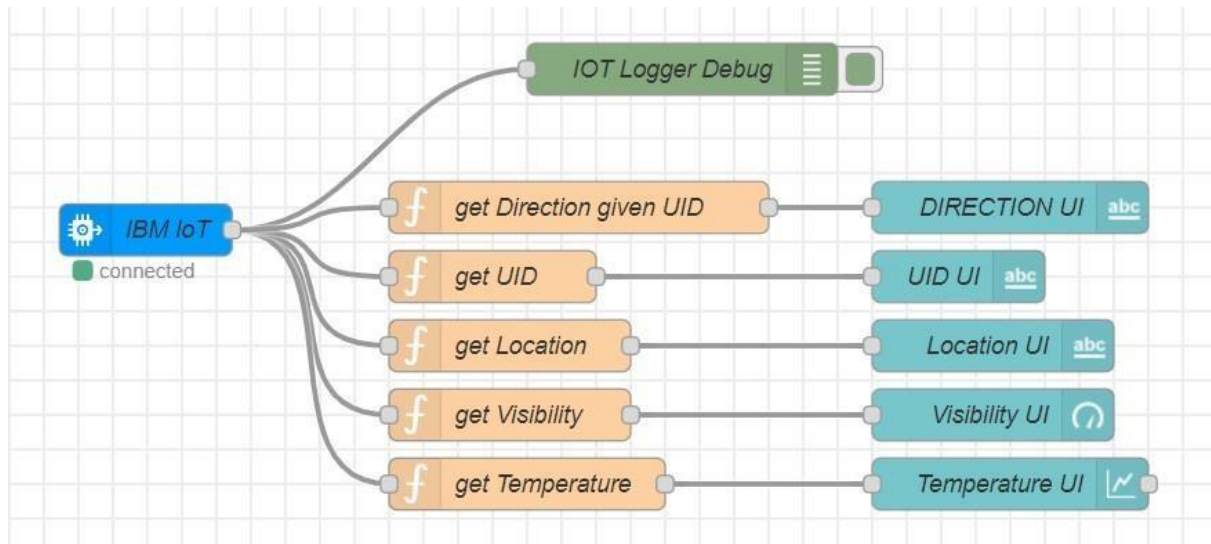 IOT Logger Debug
get Direction given UID
DIRECTION UI
abc
IBM IoT
connected
get UID
UID UI
abc
get Location
Location UI
abc
get Visibility
Visibility UI
get Temperature
Temperature UI